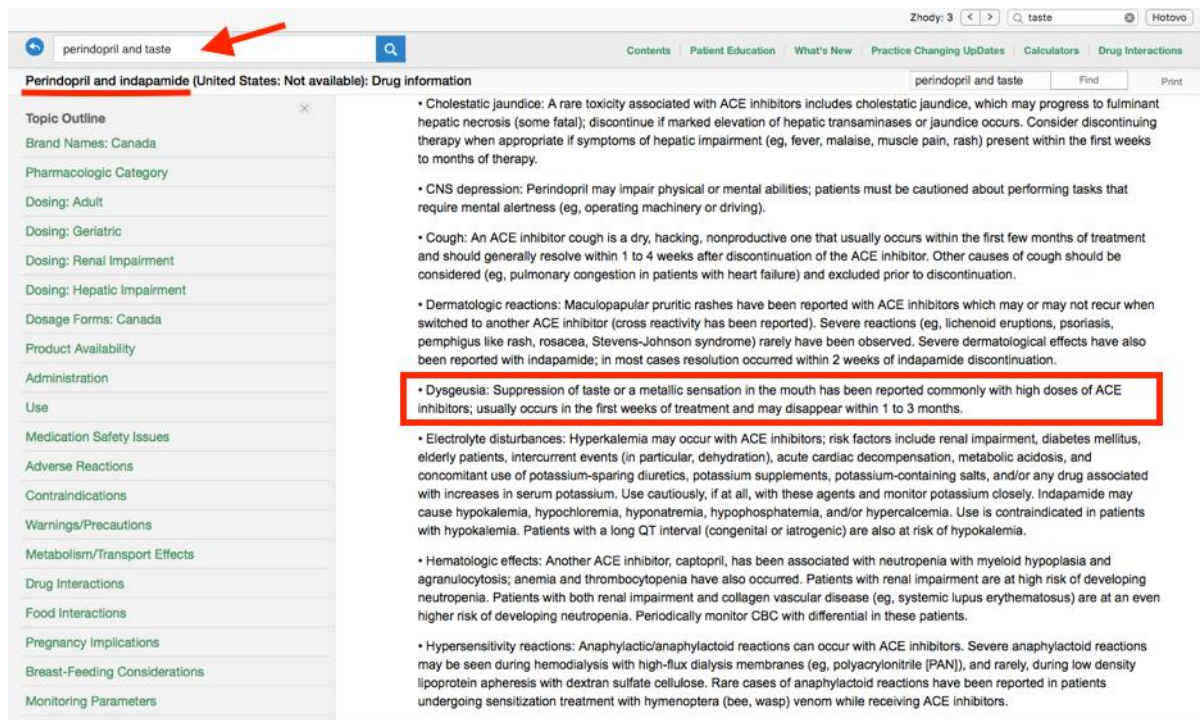 Zhody: 3 < > taste Hotovo
perindopril and taste
Contents Patient Education What's New Practice Changing UpDates Calculators Drug Interactions
Perindopril and indapamide (United States: Not available): Drug information
perindopril and taste Find Print
Topic Outline
Brand Names: Canada
Pharmacologic Category
Dosing: Adult
Dosing: Geriatric
Dosing: Renal Impairment
Dosing: Hepatic Impairment
Dosage Forms: Canada
Product Availability
Administration
Use
Medication Safety Issues
Adverse Reactions
Contraindications
Warnings/Precautions
Metabolism/Transport Effects
Drug Interactions
Food Interactions
Pregnancy Implications
Breast-Feeding Considerations
Monitoring Parameters
• Cholestatic jaundice: A rare toxicity associated with ACE inhibitors includes cholestatic jaundice, which may progress to fulminant
hepatic necrosis (some fatal); discontinue if marked elevation of hepatic transaminases or jaundice occurs. Consider discontinuing
therapy when appropriate if symptoms of hepatic impairment (eg, fever, malaise, muscle pain, rash) present within the first weeks
to months of therapy.
• CNS depression: Perindopril may impair physical or mental abilities; patients must be cautioned about performing tasks that
require mental alertness (eg, operating machinery or driving).
• Cough: An ACE inhibitor cough is a dry, hacking, nonproductive one that usually occurs within the first few months of treatment
and should generally resolve within 1 to 4 weeks after discontinuation of the ACE inhibitor. Other causes of cough should be
considered (eg, pulmonary congestion in patients with heart failure) and excluded prior to discontinuation.
• Dermatologic reactions: Maculopapular pruritic rashes have been reported with ACE inhibitors which may or may not recur when
switched to another ACE inhibitor (cross reactivity has been reported). Severe reactions (eg, lichenoid eruptions, psoriasis,
pemphigus like rash, rosacea, Stevens-Johnson syndrome) rarely have been observed. Severe dermatological effects have also
been reported with indapamide; in most cases resolution occurred within 2 weeks of indapamide discontinuation.
• Dysgeusia: Suppression of taste or a metallic sensation in the mouth has been reported commonly with high doses of ACE
inhibitors; usually occurs in the first weeks of treatment and may disappear within 1 to 3 months.
• Electrolyte disturbances: Hyperkalemia may occur with ACE inhibitors; risk factors include renal impairment, diabetes mellitus,
elderly patients, intercurrent events (in particular, dehydration), acute cardiac decompensation, metabolic acidosis, and
concomitant use of potassium-sparing diuretics, potassium supplements, potassium-containing salts, and/or any drug associated
with increases in serum potassium. Use cautiously, if at all, with these agents and monitor potassium closely. Indapamide may
cause hypokalemia, hypochloremia, hyponatremia, hypophosphatemia, and/or hypercalcemia. Use is contraindicated in patients
with hypokalemia. Patients with a long QT interval (congenital or iatrogenic) are also at risk of hypokalemia.
• Hematologic effects: Another ACE inhibitor, captopril, has been associated with neutropenia with myeloid hypoplasia and
agranulocytosis; anemia and thrombocytopenia have also occurred. Patients with renal impairment are at high risk of developing
neutropenia. Patients with both renal impairment and collagen vascular disease (eg, systemic lupus erythematosus) are at an even
higher risk of developing neutropenia. Periodically monitor CBC with differential in these patients.
• Hypersensitivity reactions: Anaphylactic/anaphylactoid reactions can occur with ACE inhibitors. Severe anaphylactoid reactions
may be seen during hemodialysis with high-flux dialysis membranes (eg, polyacrylonitrile [PAN]), and rarely, during low density
lipoprotein apheresis with dextran sulfate cellulose. Rare cases of anaphylactoid reactions have been reported in patients
undergoing sensitization treatment with hymenoptera (bee, wasp) venom while receiving ACE inhibitors.